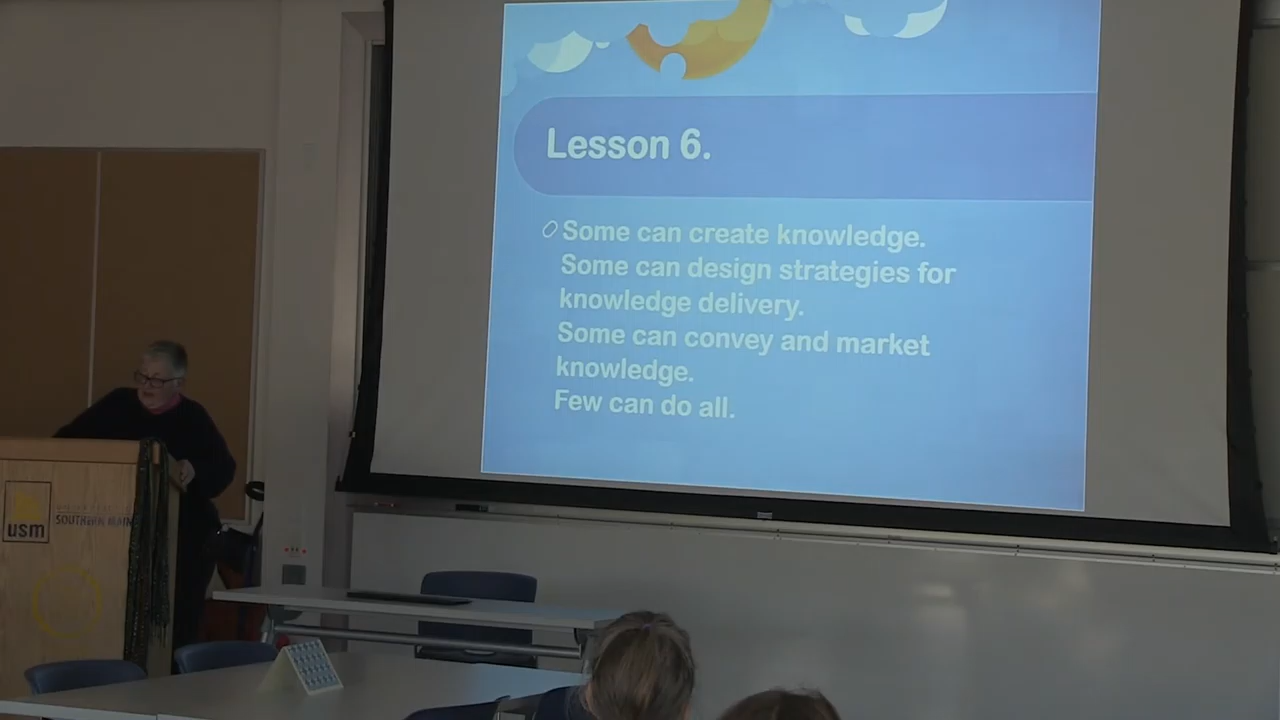 Lesson 6.
Some can create knowledge.
Some can design strategies for
knowledge delivery.
Some can convey and market
knowledge.
Few can do all.
usm
SOUTHERN MAIN